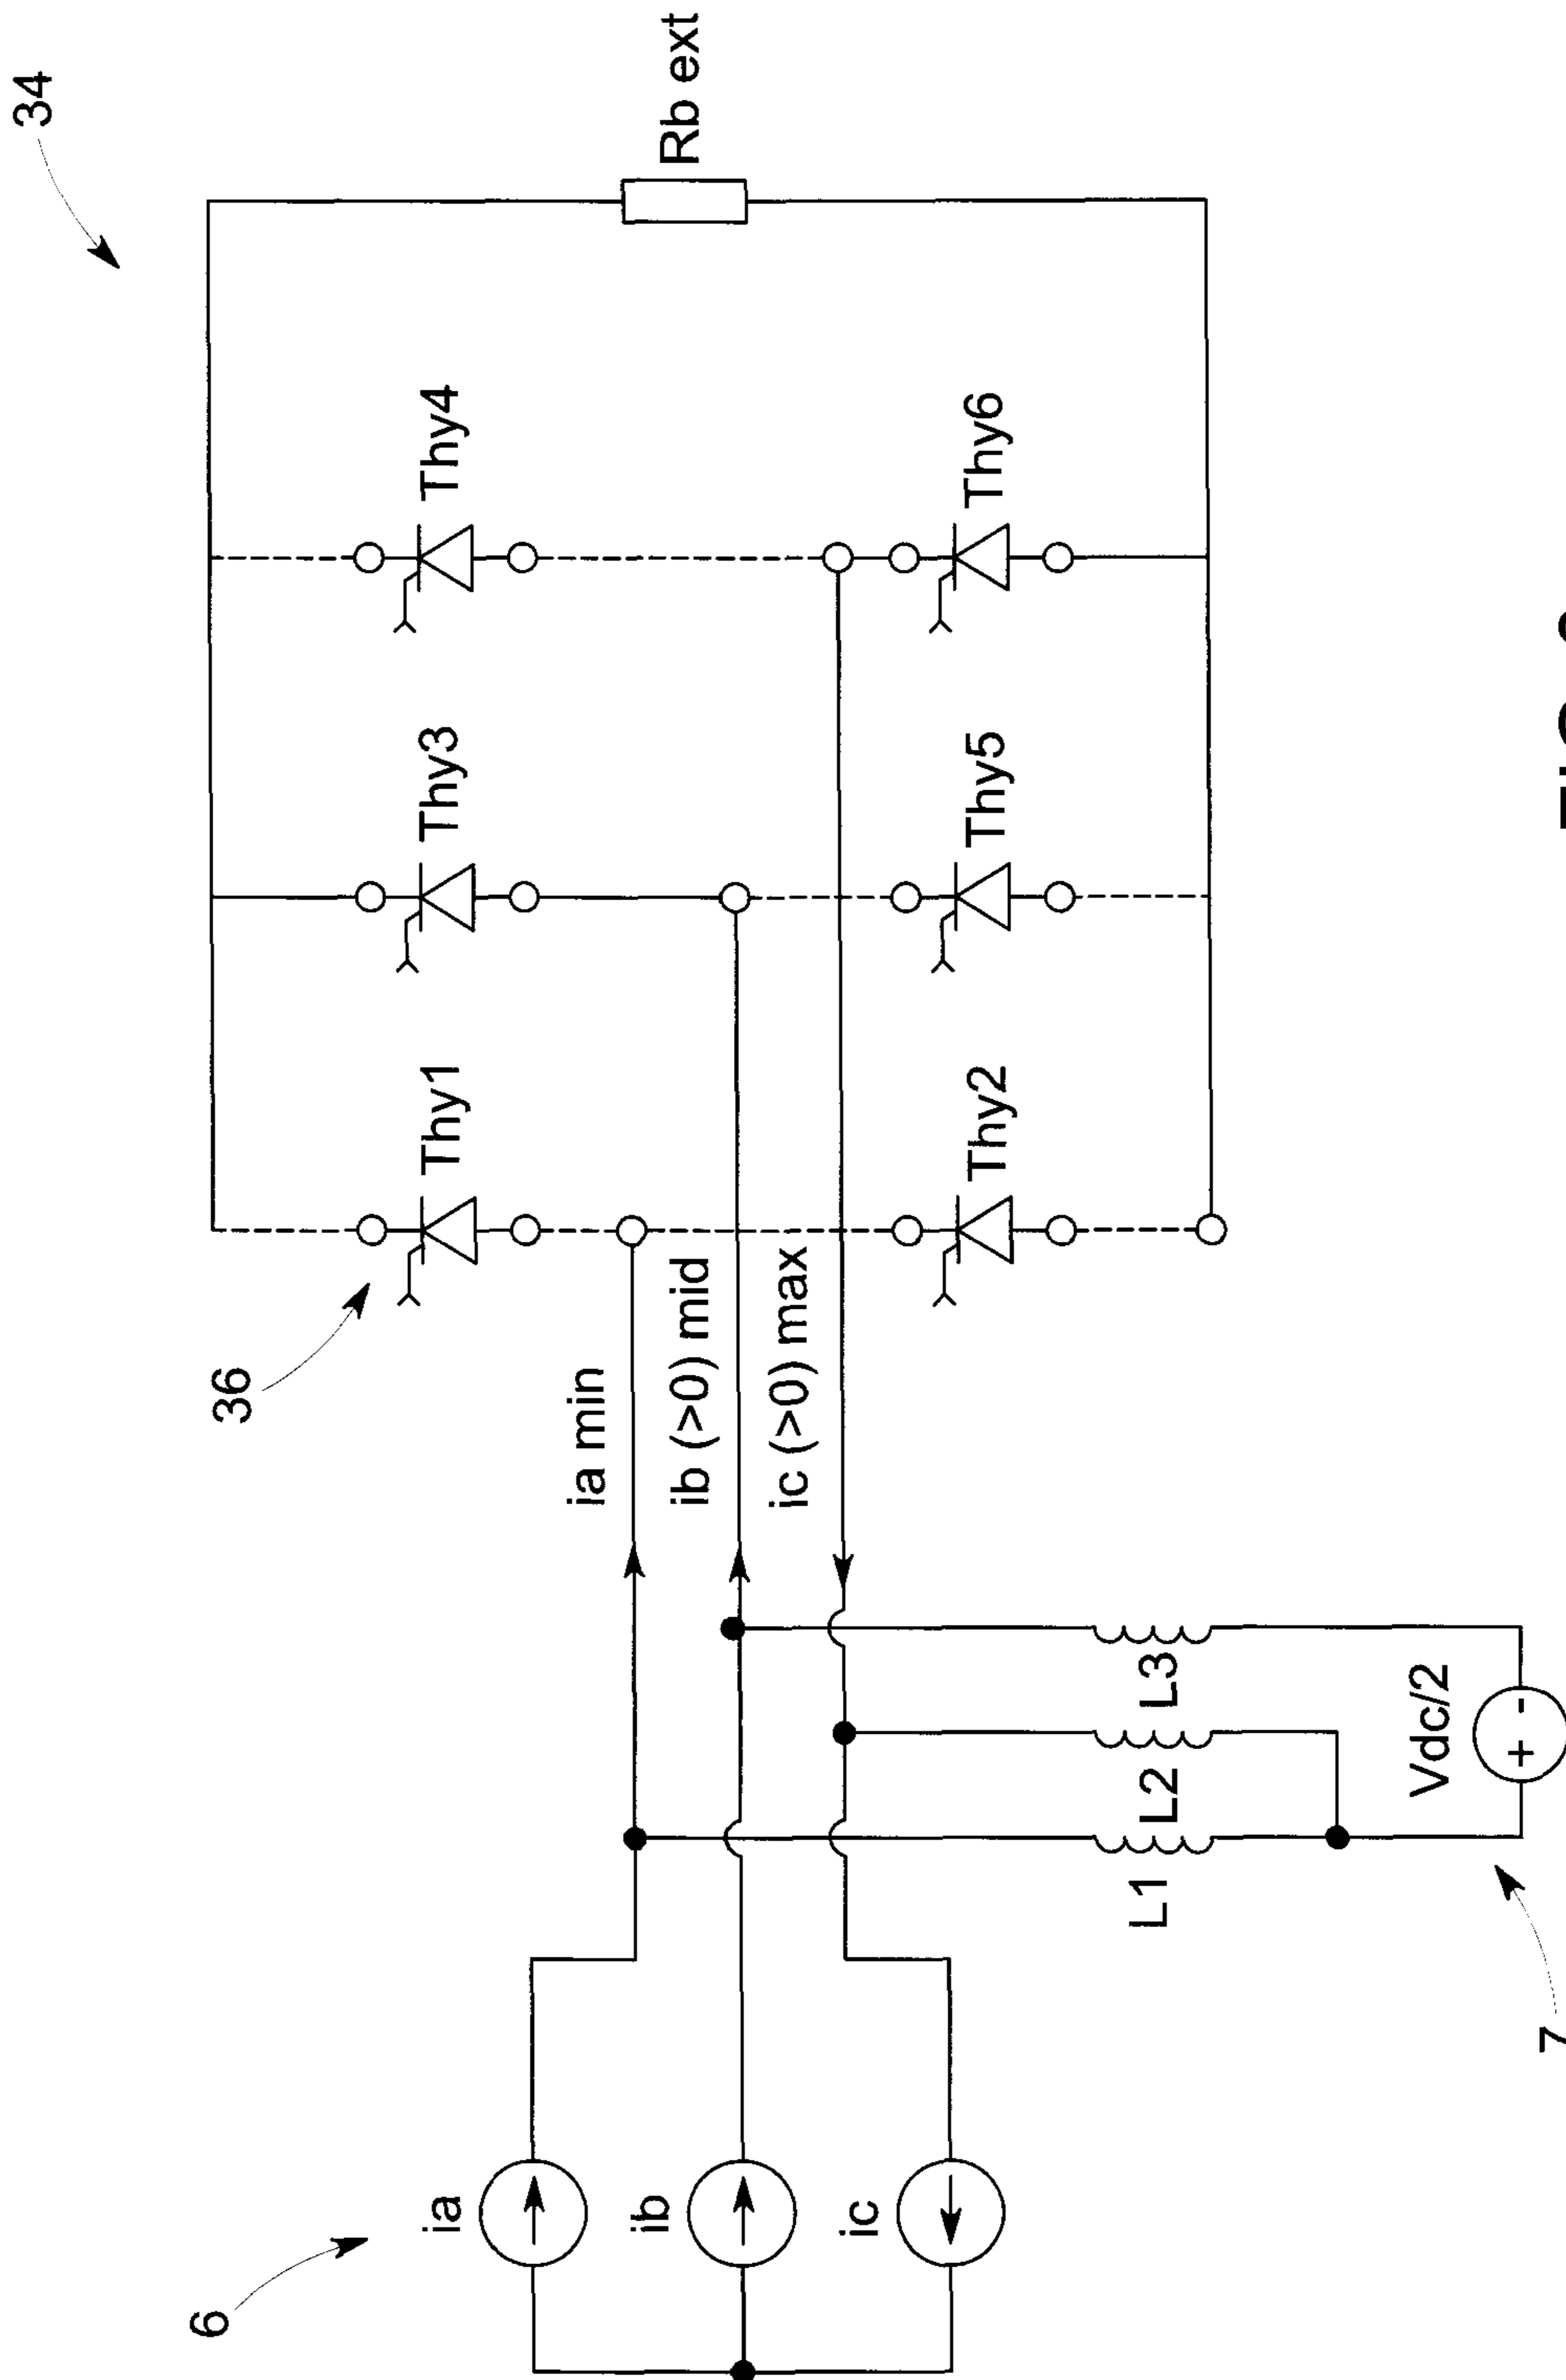 34
6
36
Thy1
Thy3
Thy4
ia
ia min
ib
ib (>0) mid
Rb ext
ic (>0) max
ic
Thy2
Thy5
Thy6
L1
L2
L3
Vdc/2
+ -
7
FIG